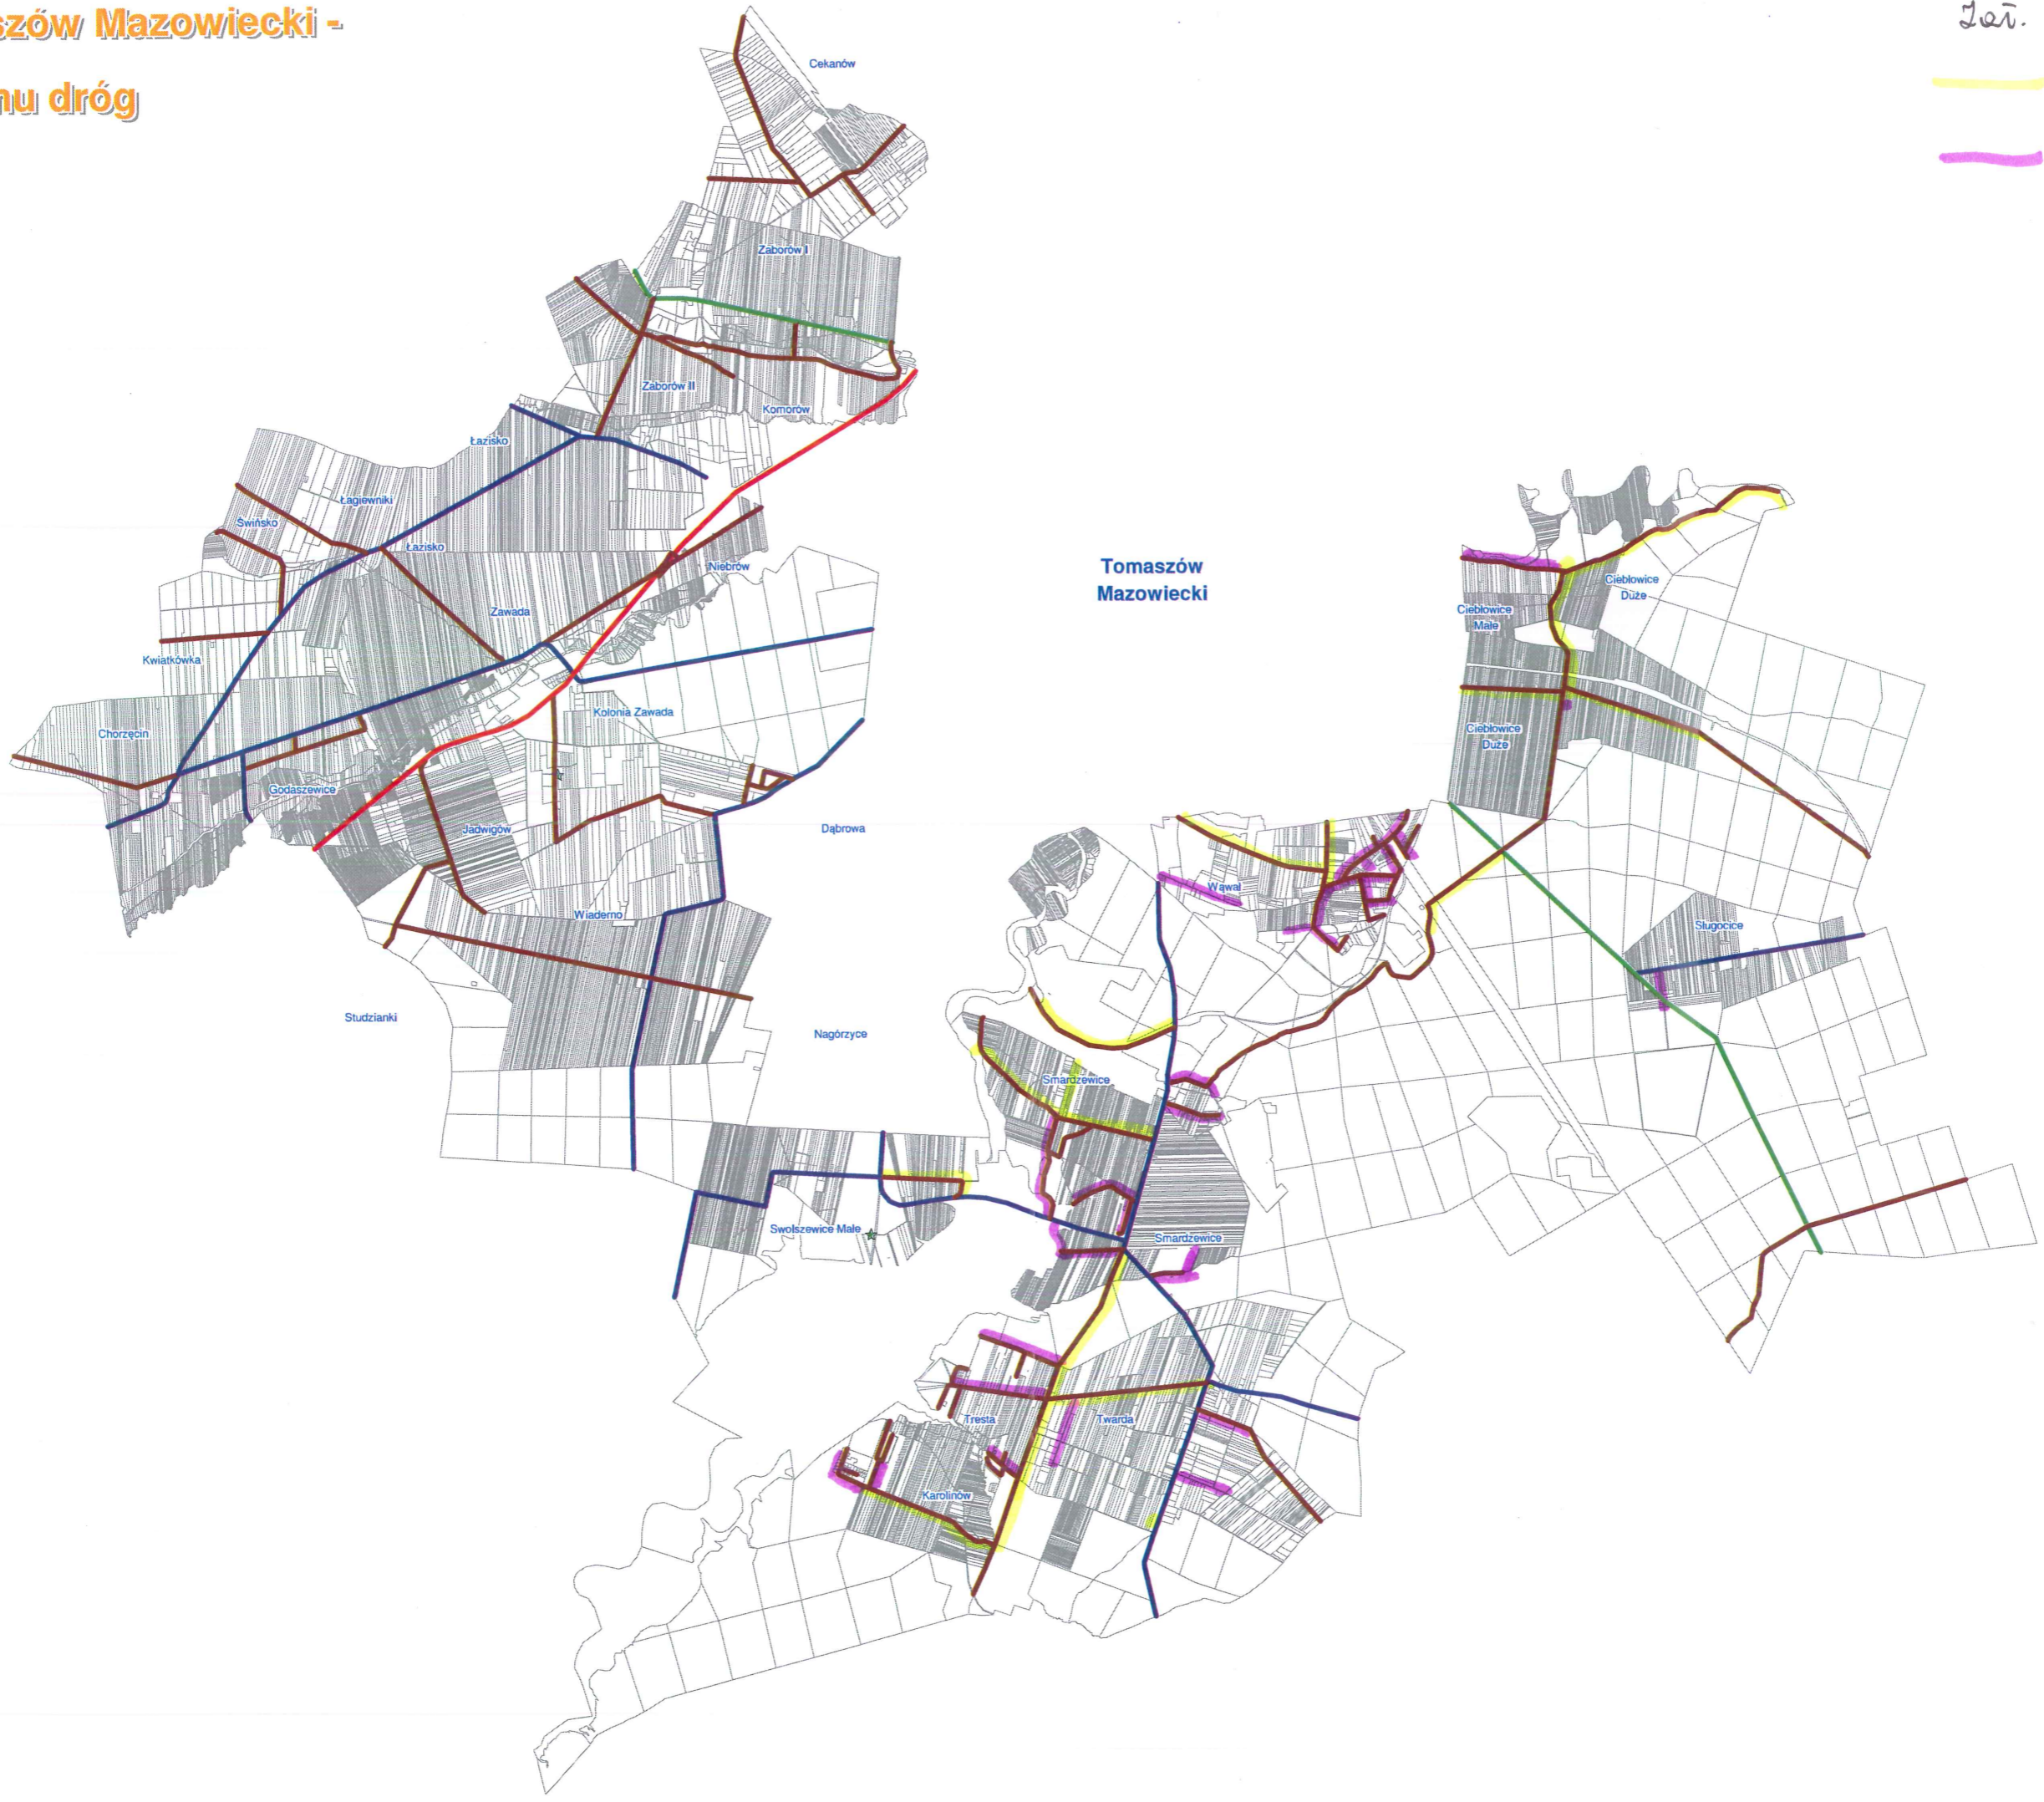 szów Mazowiecki -
mu dróg
Zał.
Cekanów
Zaborów I
Zaborów II
Komorów
Łazisko
Łagiewniki
Świńsko
Łazisko
Niebrów
Zawada
Kwiatkówka
Kolonia Zawada
Chorzęcin
Godaszewice
Jadwigów
Dąbrowa
Wiaderno
Studzianki
Nagórzyce
Tomaszów
Mazowiecki
Ciebłowice
Duże
Ciebłowice
Małe
Ciebłowice
Duże
Wąwał
Sługocice
Smardzewice
Swolszewice Małe
Smardzewice
Tresta
Twarda
Karolinów